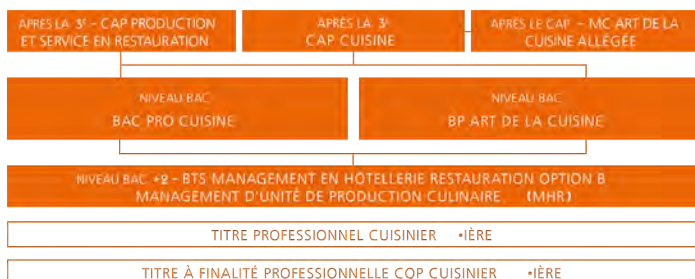 APRÈS LA 3ᵉ – CAP PRODUCTION
ET SERVICE EN RESTAURATION
APRÈS LA 3ᵉ
CAP CUISINE
APRÈS LE CAP – MC ART DE LA
CUISINE ALLÉGÉE
NIVEAU BAC
BAC PRO CUISINE
NIVEAU BAC
BP ART DE LA CUISINE
NIVEAU BAC +2 – BTS MANAGEMENT EN HÔTELLERIE RESTAURATION OPTION B
MANAGEMENT D'UNITÉ DE PRODUCTION CULINAIRE (MHR)
TITRE PROFESSIONNEL CUISINIER •IÈRE
TITRE À FINALITÉ PROFESSIONNELLE CQP CUISINIER •IÈRE